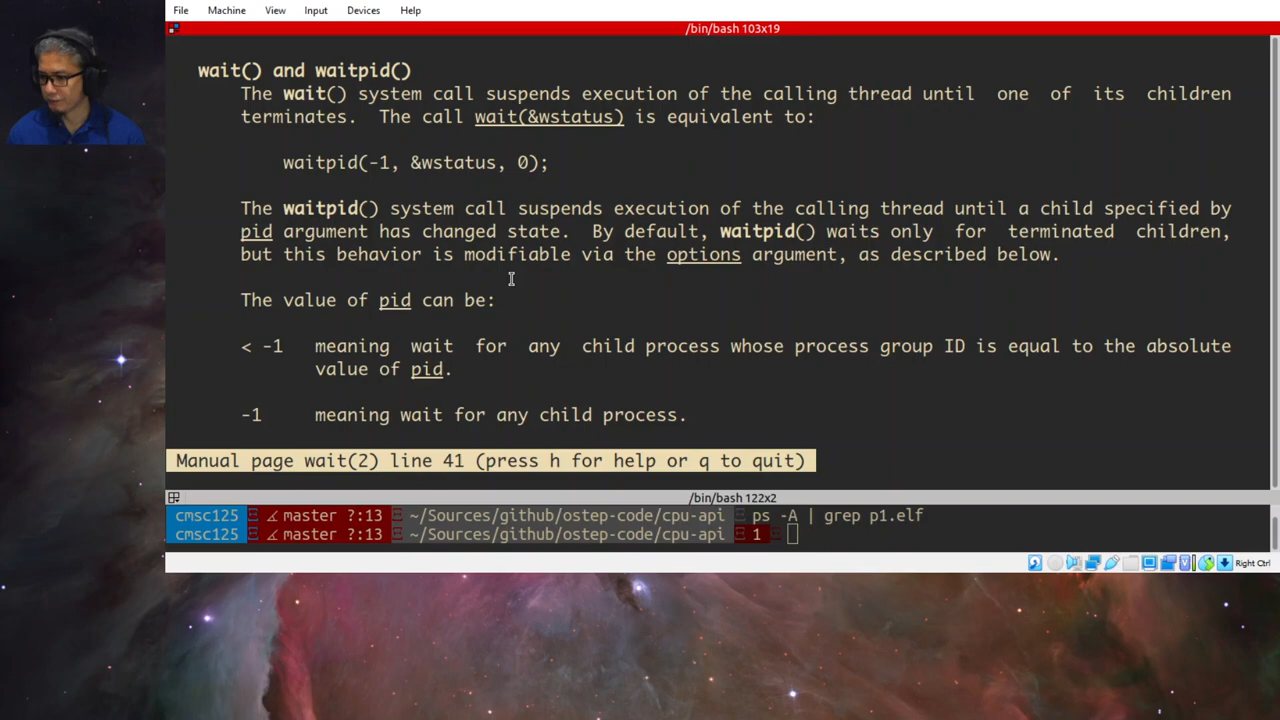 File Machine View Input Devices Help
/bin/bash 103x19
wait() and waitpid()
The wait() system call suspends execution of the calling thread until one of its children
terminates. The call wait(&wstatus) is equivalent to:
waitpid(-1, &wstatus, 0);
The waitpid() system call suspends execution of the calling thread until a child specified by
pid argument has changed state. By default, waitpid() waits only for terminated children,
but this behavior is modifiable via the options argument, as described below.
The value of pid can be:
< -1 meaning wait for any child process whose process group ID is equal to the absolute
value of pid.
-1 meaning wait for any child process.
Manual page wait(2) line 41 (press h for help or q to quit)
/bin/bash 122x2
cmsc125 master ?:13 ~/Sources/github/ostep-code/cpu-api ps -A | grep p1.elf
cmsc125 master ?:13 ~/Sources/github/ostep-code/cpu-api 1
Right Ctrl